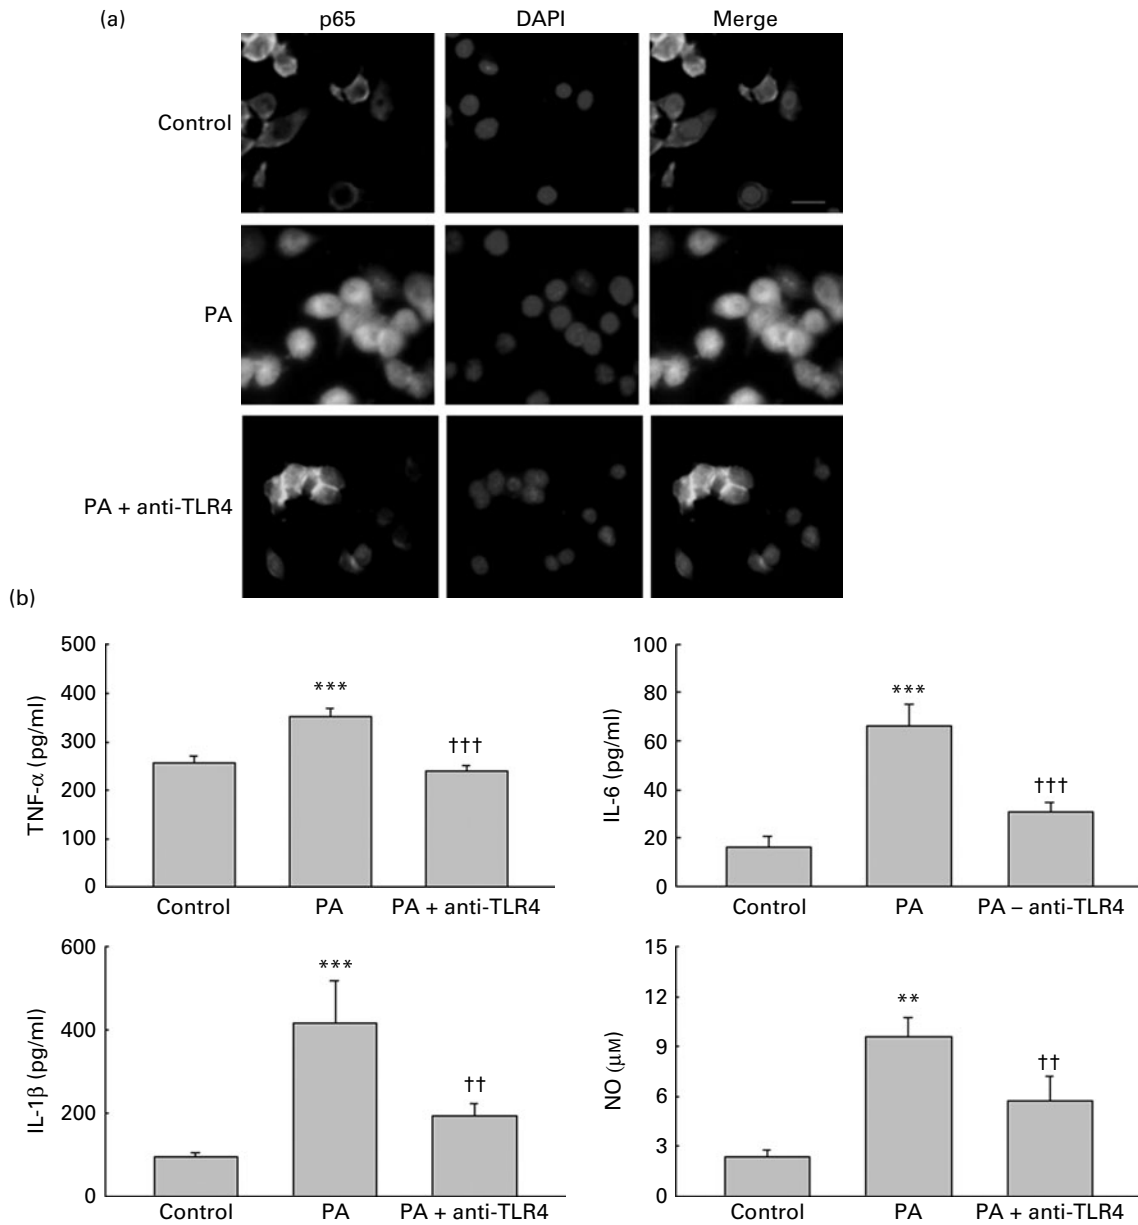 (a)
p65 DAPI Merge
Control
PA
PA + anti-TLR4
(b)
500
400
300
200
100
0
TNF-α (pg/ml)
***
†††
Control PA PA + anti-TLR4
100
80
60
40
20
0
IL-6 (pg/ml)
***
†††
Control PA PA – anti-TLR4
600
400
200
0
IL-1β (pg/ml)
***
††
Control PA PA + anti-TLR4
15
12
9
6
3
0
NO (μM)
**
††
Control PA PA + anti-TLR4